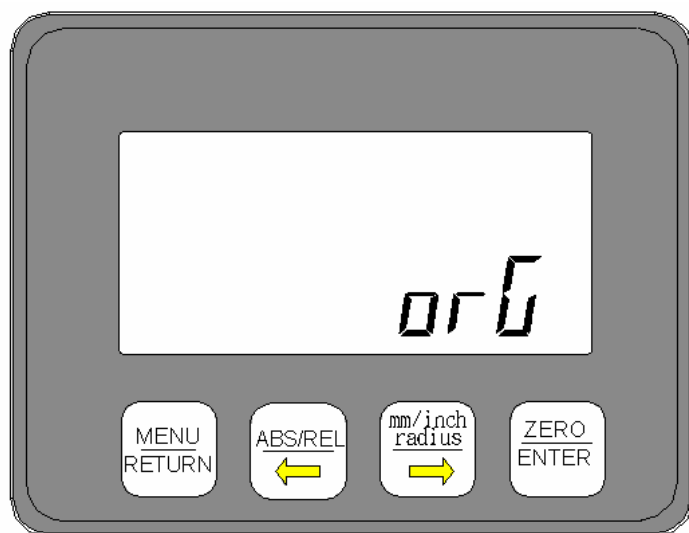 orG
MENU
RETURN
ABS/REL
mm/inch
radius
ZERO
ENTER